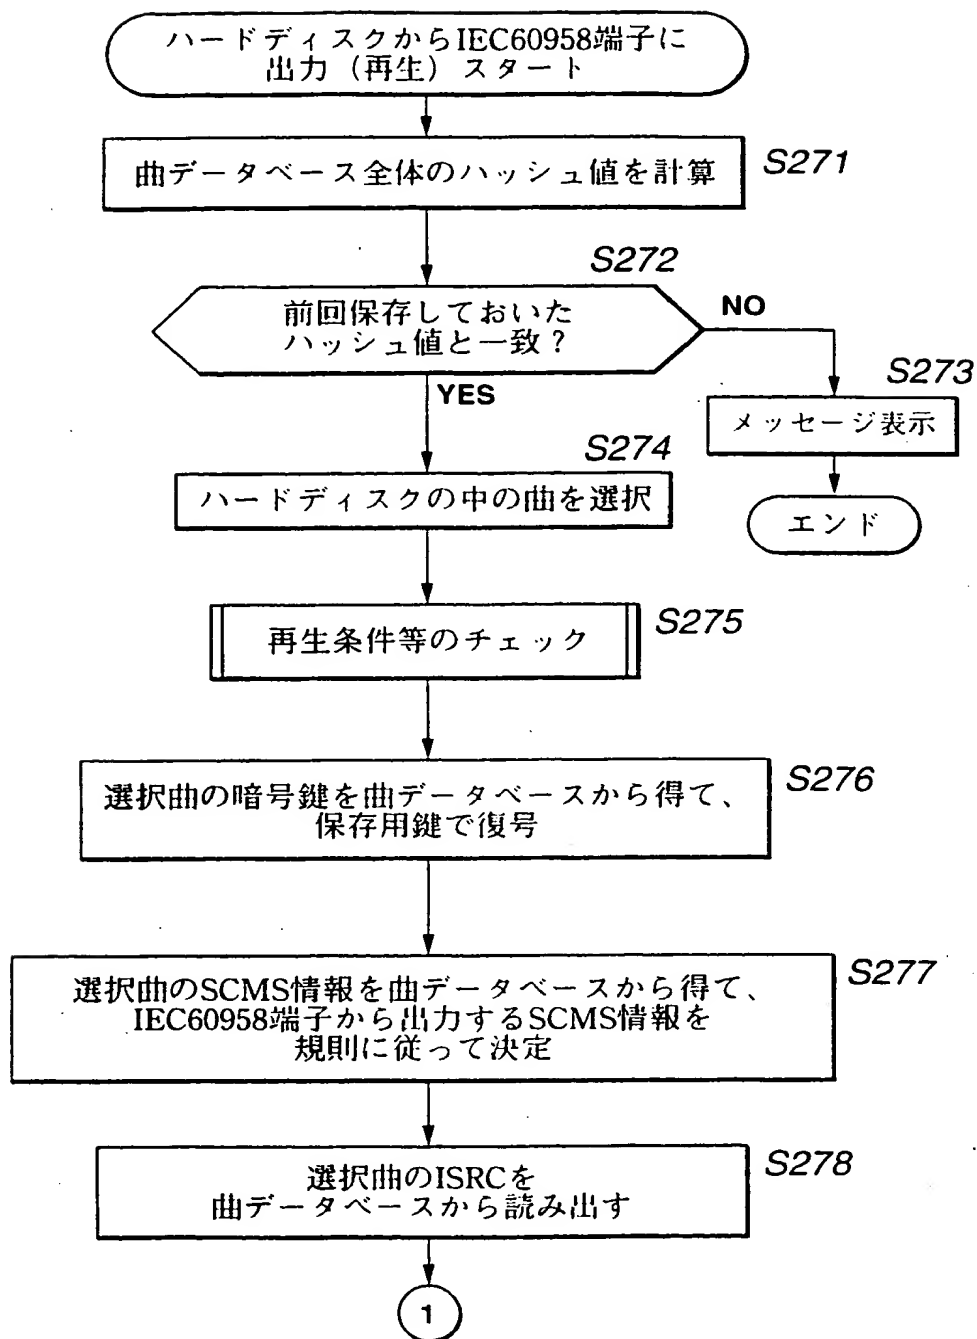 ハードディスクからIEC60958端子に
出力（再生）スタート
曲データベース全体のハッシュ値を計算
S271
S272
前回保存しておいた
ハッシュ値と一致？
NO
YES
S273
メッセージ表示
エンド
S274
ハードディスクの中の曲を選択
再生条件等のチェック
S275
選択曲の暗号鍵を曲データベースから得て、
保存用鍵で復号
S276
選択曲のSCMS情報を曲データベースから得て、
IEC60958端子から出力するSCMS情報を
規則に従って決定
S277
選択曲のISRCを
曲データベースから読み出す
S278
1